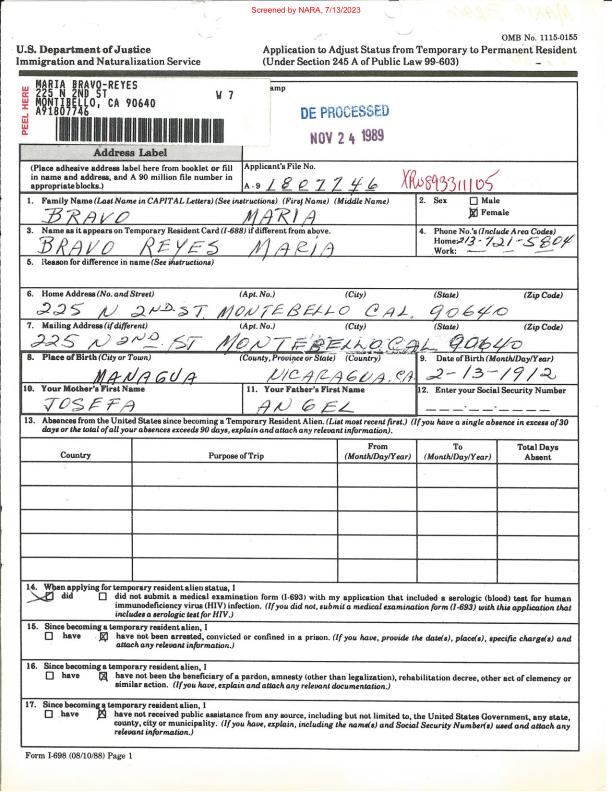 Screened by NARA, 7/13/2023
OMB No. 1115-0155
U.S. Department of Justice
Immigration and Naturalization Service
Application to Adjust Status from Temporary to Permanent Resident
(Under Section 245 A of Public Law 99-603)
PEEL HERE
MARIA BRAVO-REYES
225 N 2ND ST
MONTIBELLO, CA 90640
A91807746
W 7
amp
DE PROCESSED
NOV 24 1989
Address Label
(Place adhesive address label here from booklet or fill
in name and address, and A 90 million file number in
appropriate blocks.)
Applicant's File No.
A - 9 1807746
XRW893311105
1. Family Name (Last Name in CAPITAL Letters) (See instructions) (First Name) (Middle Name)
BRAVO MARIA
2. Sex Male
Female
3. Name as it appears on Temporary Resident Card (I-688) if different from above.
BRAVO REYES MARIA
4. Phone No.'s (Include Area Codes)
Home: 213-721-5804
Work:
5. Reason for difference in name (See instructions)
6. Home Address (No. and Street) (Apt. No.) (City) (State) (Zip Code)
225 N 2ND ST. MONTEBELLO CAL. 90640
7. Mailing Address (if different) (Apt. No.) (City) (State) (Zip Code)
225 N 2ND. ST MONTEBELLO CAL 90640
8. Place of Birth (City or Town) (County, Province or State) (Country)
MANAGUA NICARAGUA. CA
9. Date of Birth (Month/Day/Year)
2-13-1912
10. Your Mother's First Name
JOSEFA
11. Your Father's First Name
ANGEL
12. Enter your Social Security Number
13. Absences from the United States since becoming a Temporary Resident Alien. (List most recent first.) (If you have a single absence in excess of 30
days or the total of all your absences exceeds 90 days, explain and attach any relevant information).
Country Purpose of Trip From (Month/Day/Year) To (Month/Day/Year) Total Days Absent
14. When applying for temporary resident alien status, I
did did not submit a medical examination form (I-693) with my application that included a serologic (blood) test for human
immunodeficiency virus (HIV) infection. (If you did not, submit a medical examination form (I-693) with this application that
includes a serologic test for HIV.)
15. Since becoming a temporary resident alien, I
have have not been arrested, convicted or confined in a prison. (If you have, provide the date(s), place(s), specific charge(s) and
attach any relevant information.)
16. Since becoming a temporary resident alien, I
have have not been the beneficiary of a pardon, amnesty (other than legalization), rehabilitation decree, other act of clemency or
similar action. (If you have, explain and attach any relevant documentation.)
17. Since becoming a temporary resident alien, I
have have not received public assistance from any source, including but not limited to, the United States Government, any state,
county, city or municipality. (If you have, explain, including the name(s) and Social Security Number(s) used and attach any
relevant information.)
Form I-698 (08/10/88) Page 1